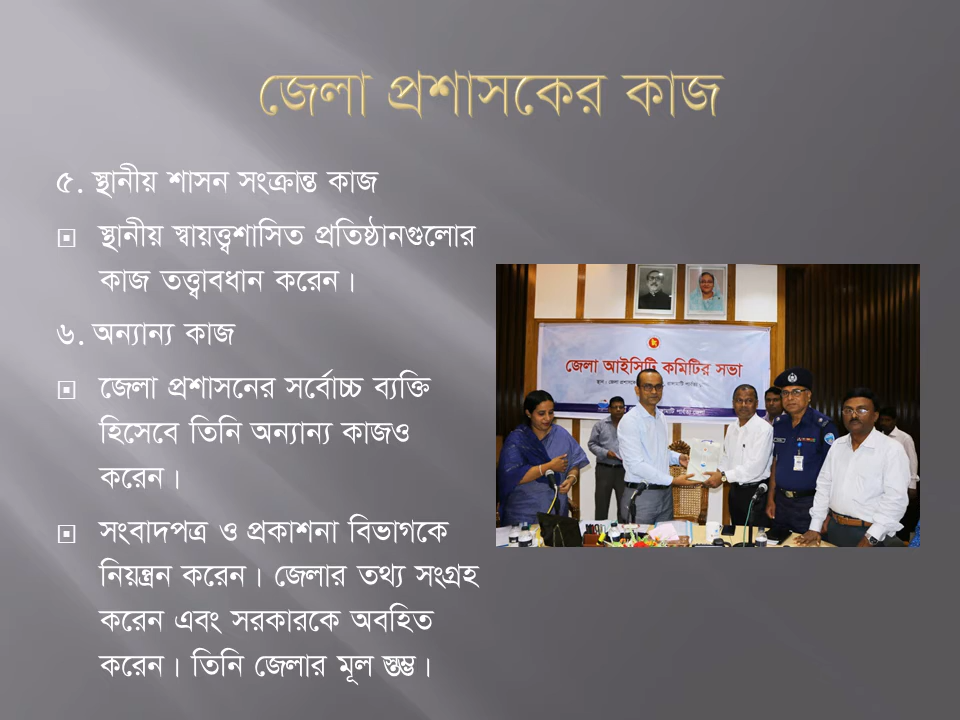 জেলা প্রশাসকের কাজ
৫. স্থানীয় শাসন সংক্রান্ত কাজ
স্থানীয় স্বায়ত্ত্বশাসিত প্রতিষ্ঠানগুলোর
কাজ তত্ত্বাবধান করেন।
৬. অন্যান্য কাজ
জেলা প্রশাসনের সর্বোচ্চ ব্যক্তি
হিসেবে তিনি অন্যান্য কাজও
করেন।
সংবাদপত্র ও প্রকাশনা বিভাগকে
নিয়ন্ত্রন করেন। জেলার তথ্য সংগ্রহ
করেন এবং সরকারকে অবহিত
করেন। তিনি জেলার মূল স্তম্ভ।
জেলা আইসিটি কমিটির সভা
স্থান : জেলা
পার্বত্য জেলা